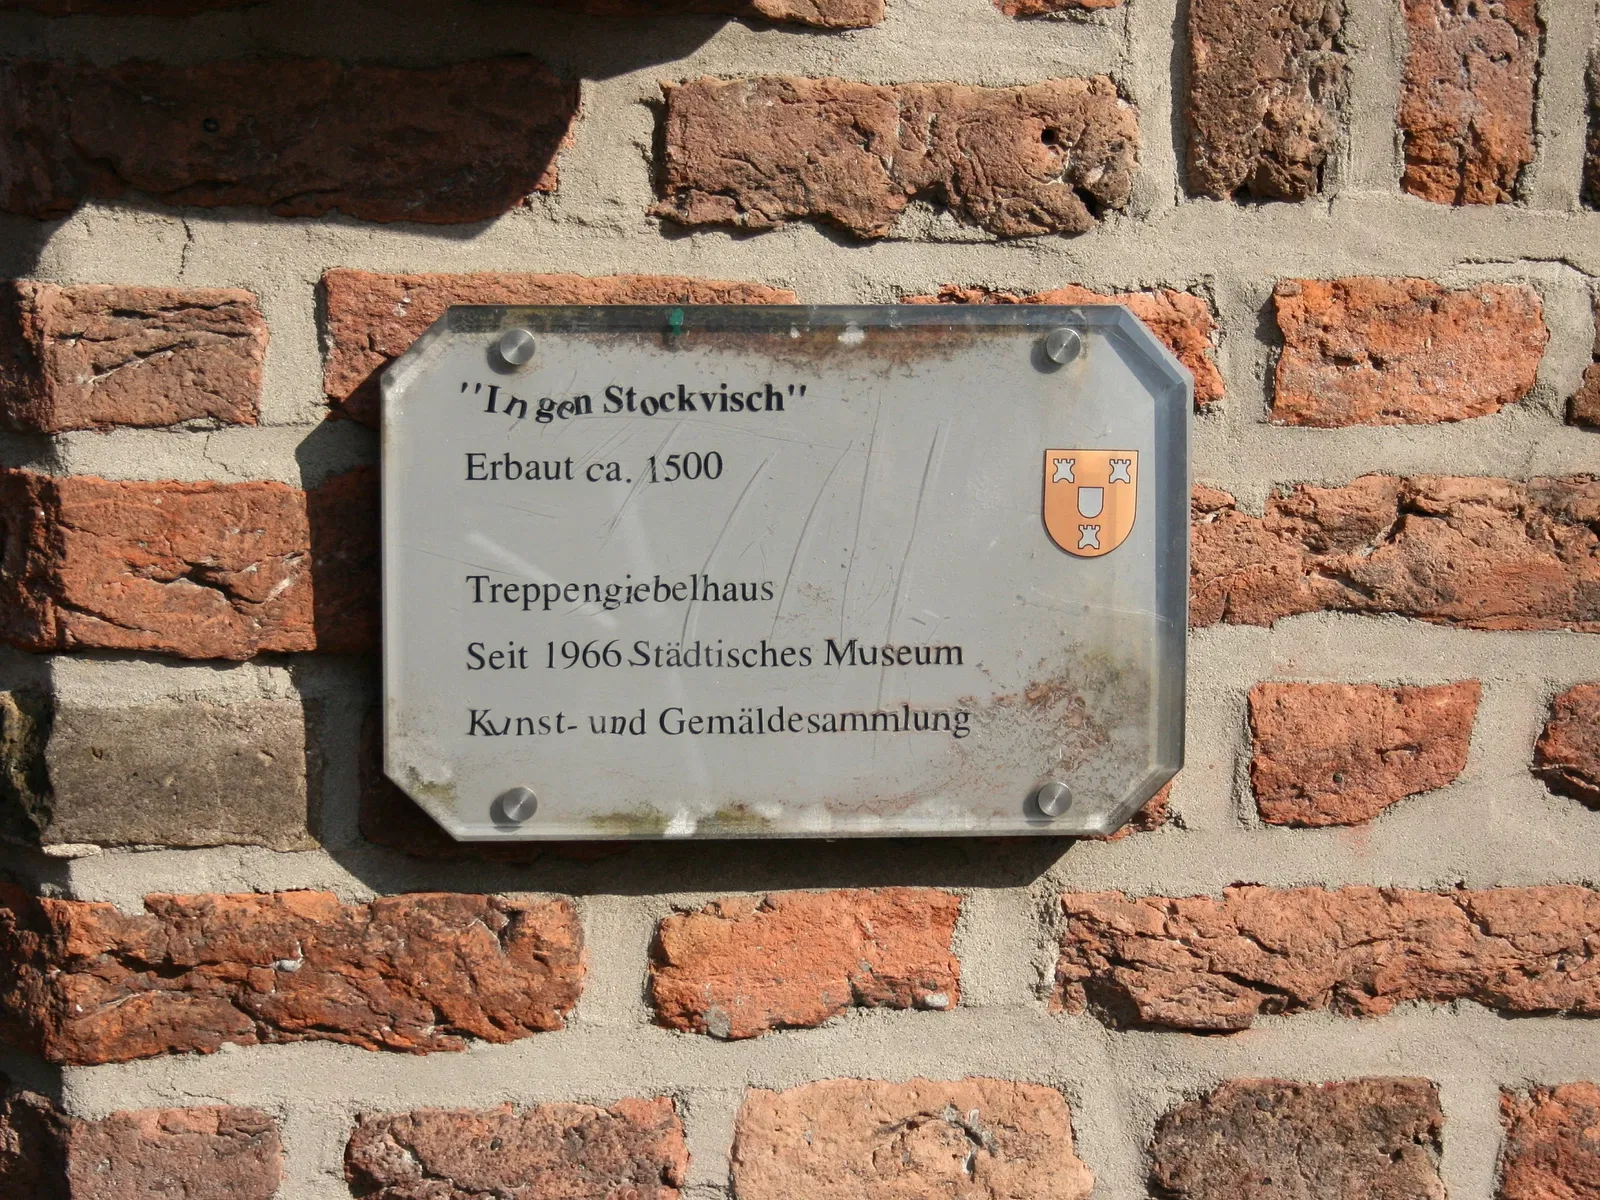 "In gen Stockvisch"
Erbaut ca. 1500
Treppengiebelhaus
Seit 1966 Städtisches Museum
Kunst- und Gemäldesammlung